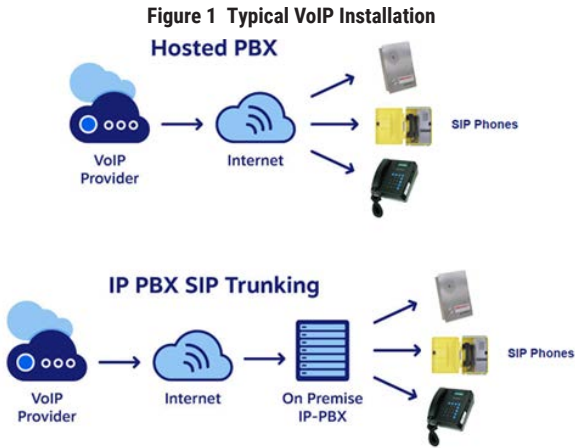 Figure 1 Typical VoIP Installation
Hosted PBX
VoIP
Provider
Internet
SIP Phones
IP PBX SIP Trunking
VoIP
Provider
Internet
On Premise
IP-PBX
SIP Phones